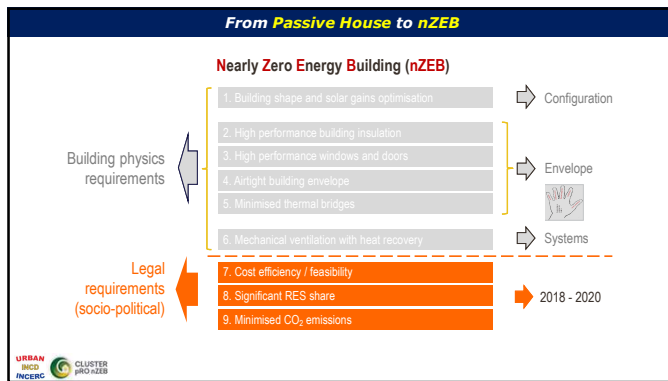 From Passive House to nZEB
Nearly Zero Energy Building (nZEB)
1. Building shape and solar gains optimisation
Configuration
2. High performance building insulation
3. High performance windows and doors
4. Airtight building envelope
5. Minimised thermal bridges
Building physics
requirements
Envelope
6. Mechanical ventilation with heat recovery
Systems
Legal
requirements
(socio-political)
7. Cost efficiency / feasibility
8. Significant RES share
9. Minimised CO₂ emissions
2018 - 2020
URBAN
INCD
INCERC
CLUSTER
pRO nZEB